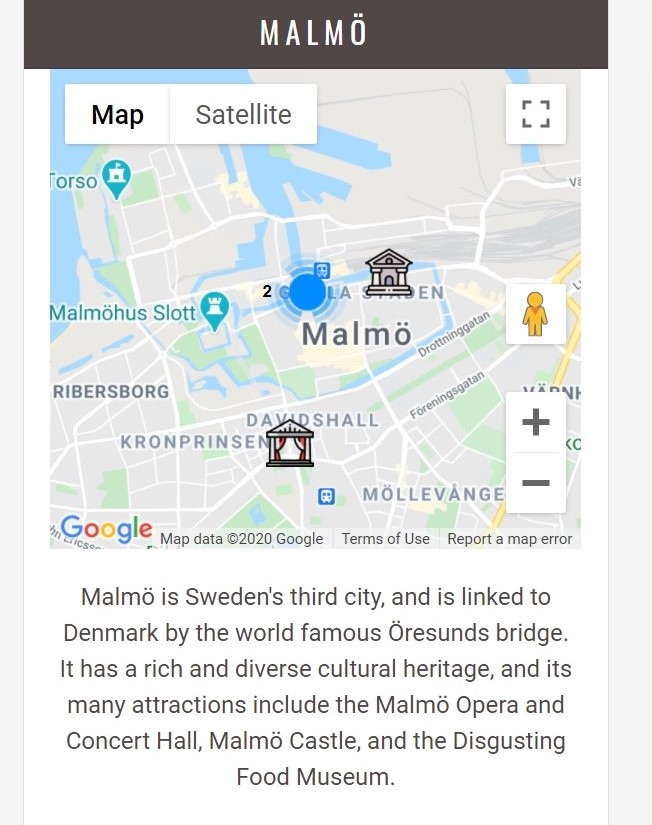 MALMÖ
Map Satellite
Torso
2
STADEN
Malmöhus Slott
Malmö
Drottninggatan
RIBERSBORG
Föreningsgatan
DAVIDSHALL
KRONPRINSEN
MÖLLEVÅNGE
Google
Map data ©2020 Google Terms of Use Report a map error
Malmö is Sweden's third city, and is linked to
Denmark by the world famous Öresunds bridge.
It has a rich and diverse cultural heritage, and its
many attractions include the Malmö Opera and
Concert Hall, Malmö Castle, and the Disgusting
Food Museum.